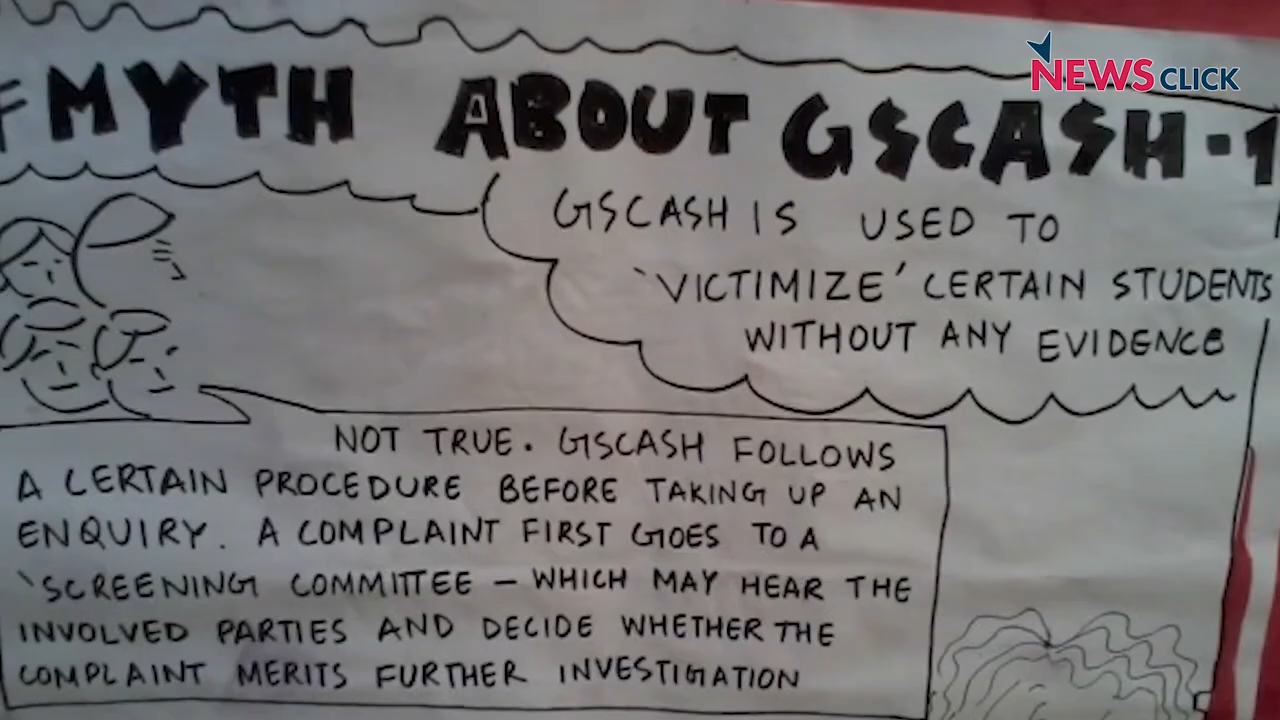 NEWSCLICK
#MYTH ABOUT GSCASH-1
GSCASH IS USED TO
'VICTIMIZE' CERTAIN STUDENTS
WITHOUT ANY EVIDENCE
NOT TRUE. GSCASH FOLLOWS
A CERTAIN PROCEDURE BEFORE TAKING UP AN
ENQUIRY. A COMPLAINT FIRST GOES TO A
'SCREENING COMMITTEE – WHICH MAY HEAR THE
INVOLVED PARTIES AND DECIDE WHETHER THE
COMPLAINT MERITS FURTHER INVESTIGATION